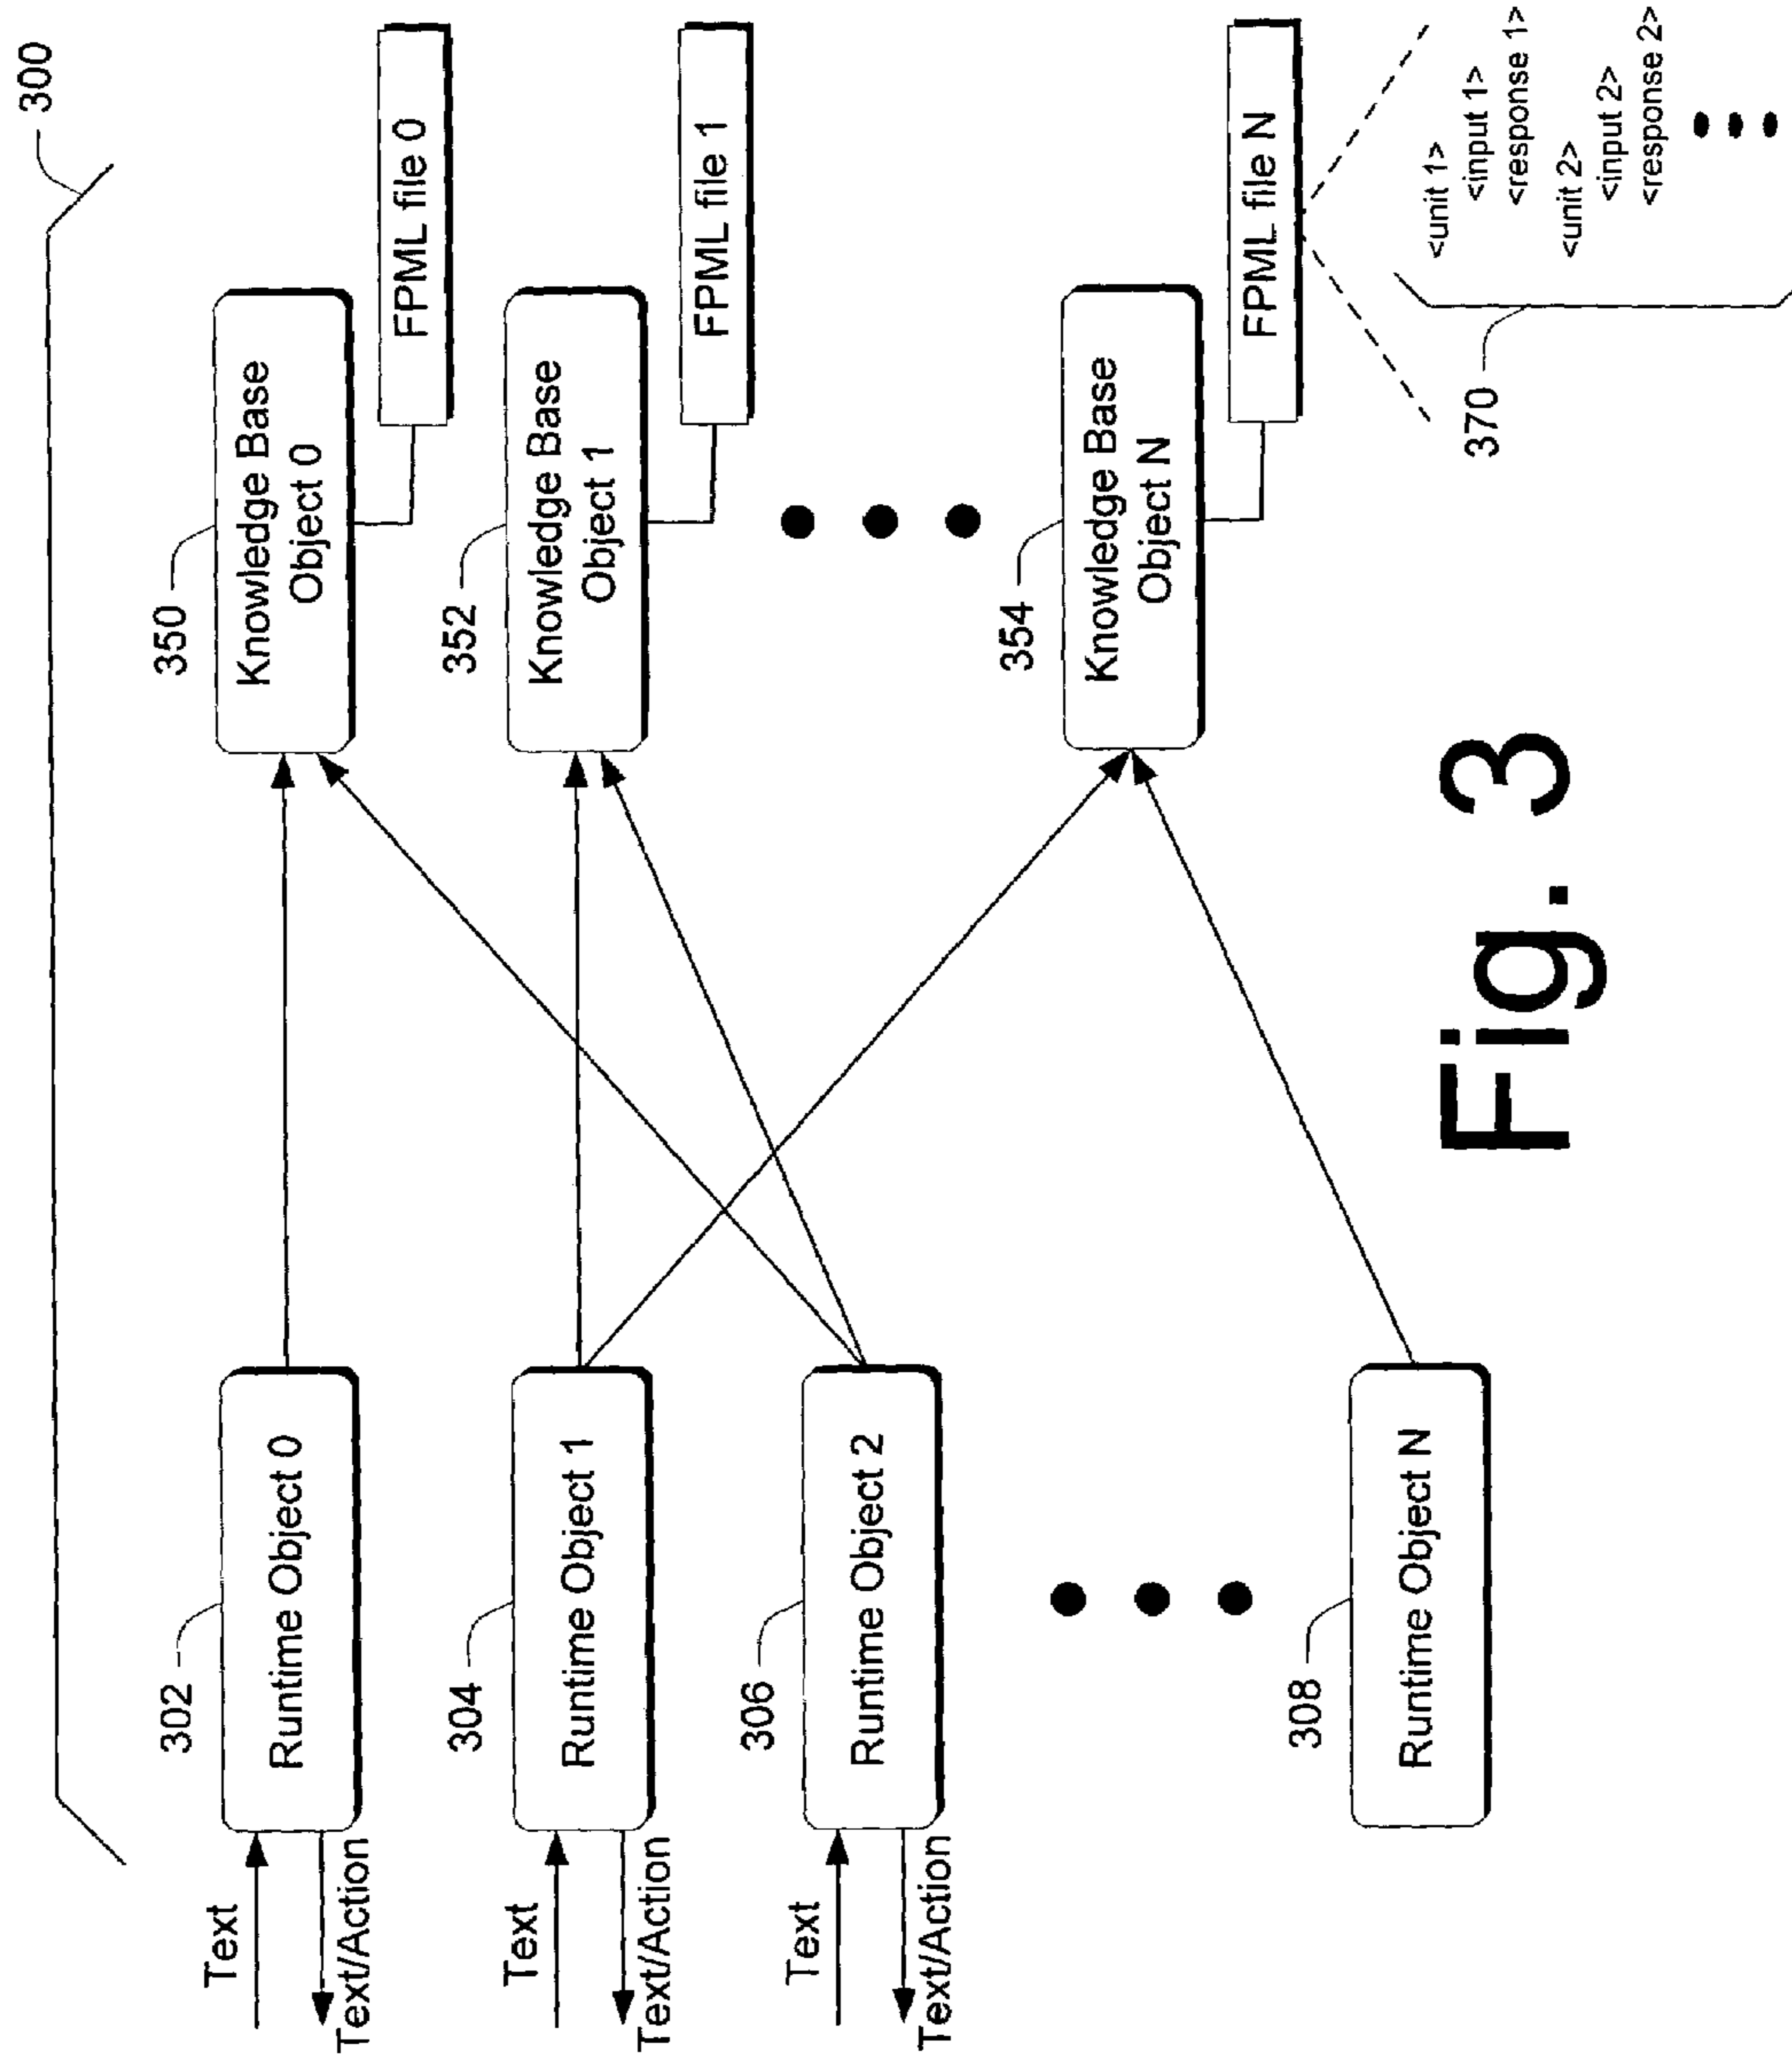 300
Text
Text/Action
302
Runtime Object 0
350
Knowledge Base
Object 0
FPML file 0
Text
Text/Action
304
Runtime Object 1
352
Knowledge Base
Object 1
FPML file 1
Text
Text/Action
306
Runtime Object 2
354
Knowledge Base
Object N
FPML file N
308
Runtime Object N
370
<unit 1>
<input 1>
<response 1>
<unit 2>
<input 2>
<response 2>
Fig. 3